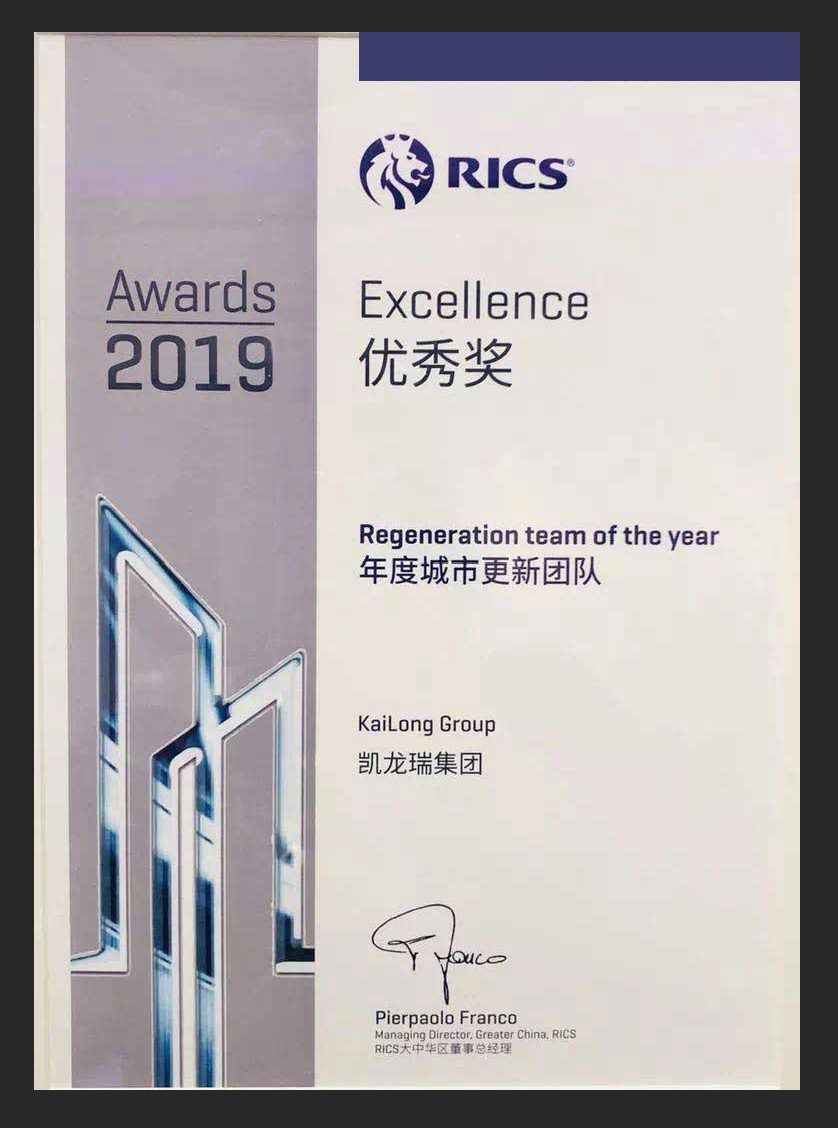 RICS®
Awards
2019
Excellence
优秀奖
Regeneration team of the year
年度城市更新团队
KaiLong Group
凯龙瑞集团
F Franco
Pierpaolo Franco
Managing Director, Greater China, RICS
RICS大中华区董事总经理